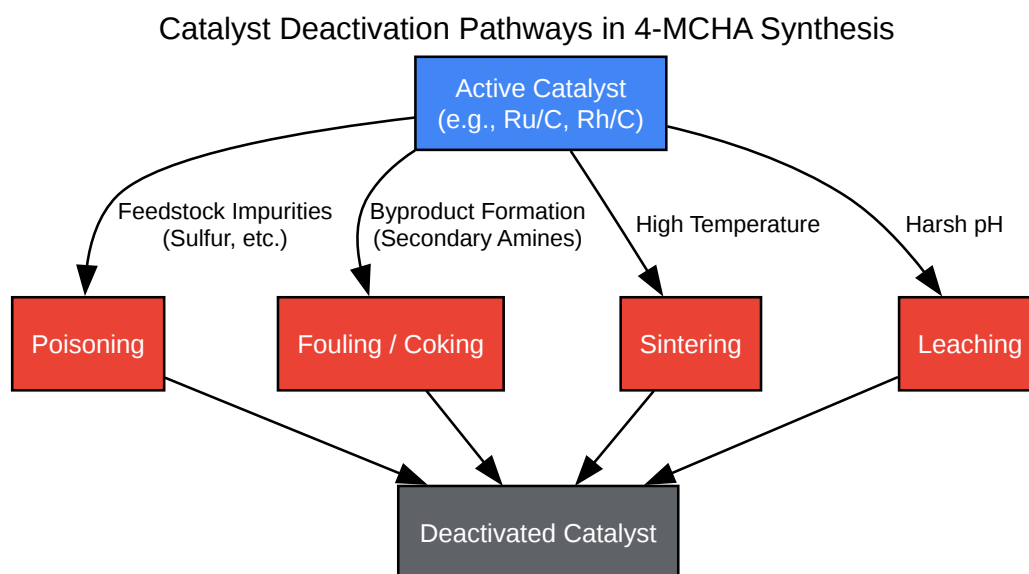 Catalyst Deactivation Pathways in 4-MCHA Synthesis
Active Catalyst
(e.g., Ru/C, Rh/C)
Feedstock Impurities
(Sulfur, etc.)
Byproduct Formation
(Secondary Amines)
High Temperature
Harsh pH
Poisoning
Fouling / Coking
Sintering
Leaching
Deactivated Catalyst